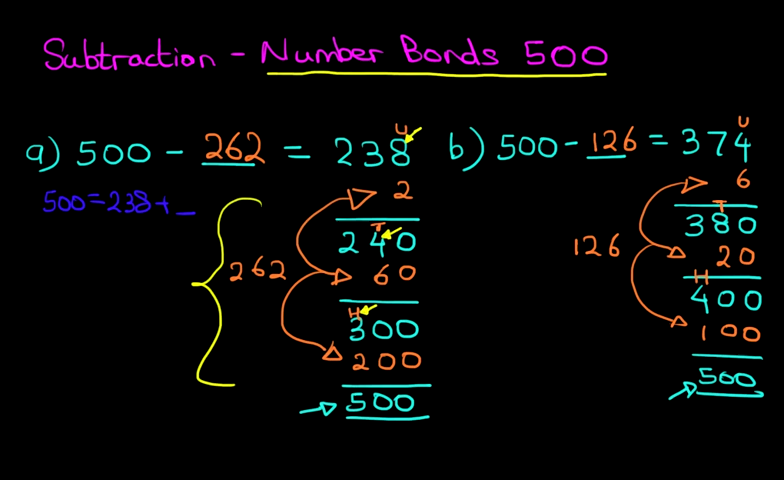 Subtraction - Number Bonds 500
a) 500 - 262 = 238
U
500 = 238 + _
2
T
240
262
60
H
300
200
500
b) 500 - 126 = 374
U
6
T
380
126
20
H
400
100
500